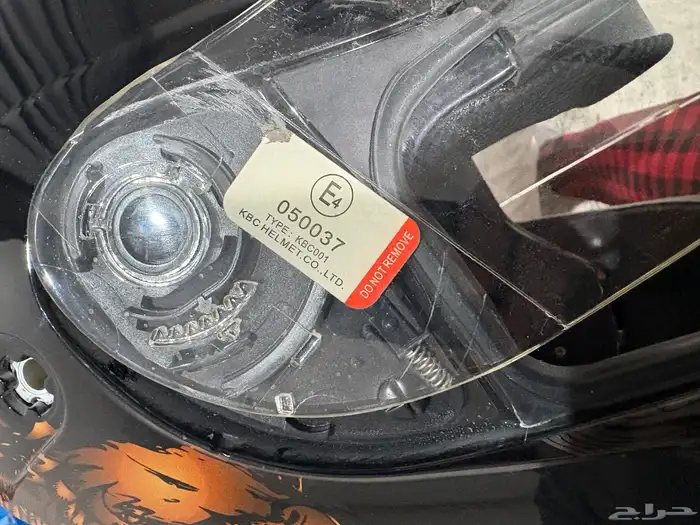 E4
050037
TYPE: KBC001
KBC HELMET.CO.,LTD.
DO NOT REMOVE
حراج